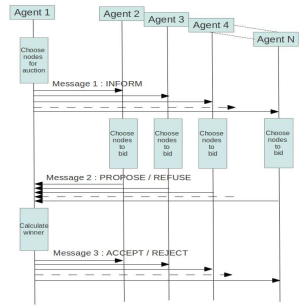 Agent 1
Agent 2
Agent 3
Agent 4
Agent N
Choose
nodes
for
auction
Message 1 : INFORM
Choose
nodes
to
bid
Choose
nodes
to
bid
Choose
nodes
to
bid
Choose
nodes
to
bid
Message 2 : PROPOSE / REFUSE
Calculate
winner
Message 3 : ACCEPT / REJECT